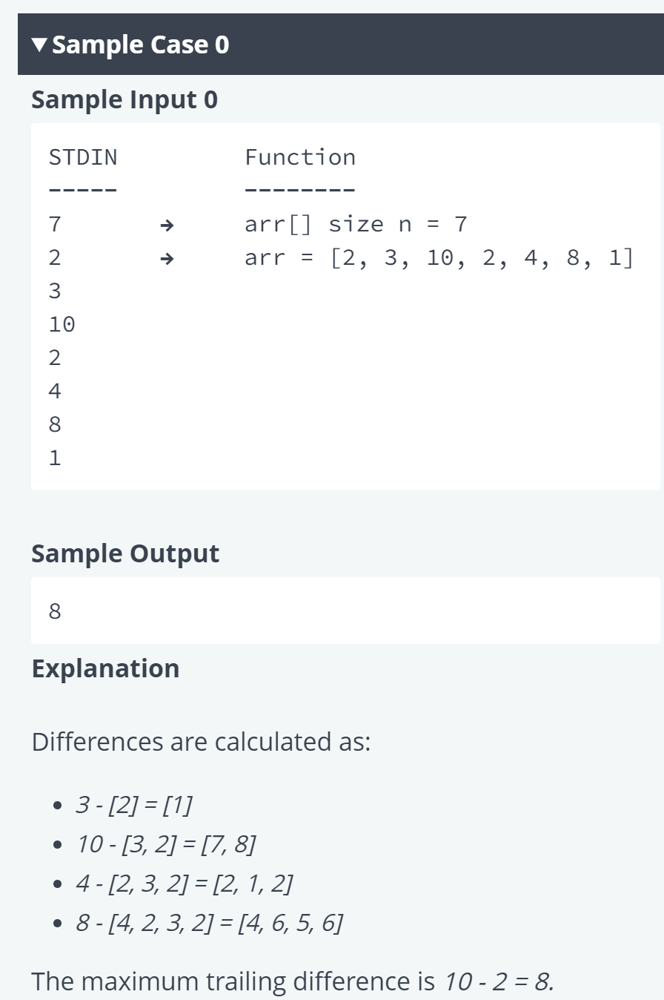 ▼ Sample Case 0
Sample Input 0
STDIN Function
----- --------
7 → arr[] size n = 7
2 → arr = [2, 3, 10, 2, 4, 8, 1]
3
10
2
4
8
1
Sample Output
8
Explanation
Differences are calculated as:
• 3 - [2] = [1]
• 10 - [3, 2] = [7, 8]
• 4 - [2, 3, 2] = [2, 1, 2]
• 8 - [4, 2, 3, 2] = [4, 6, 5, 6]
The maximum trailing difference is 10 - 2 = 8.